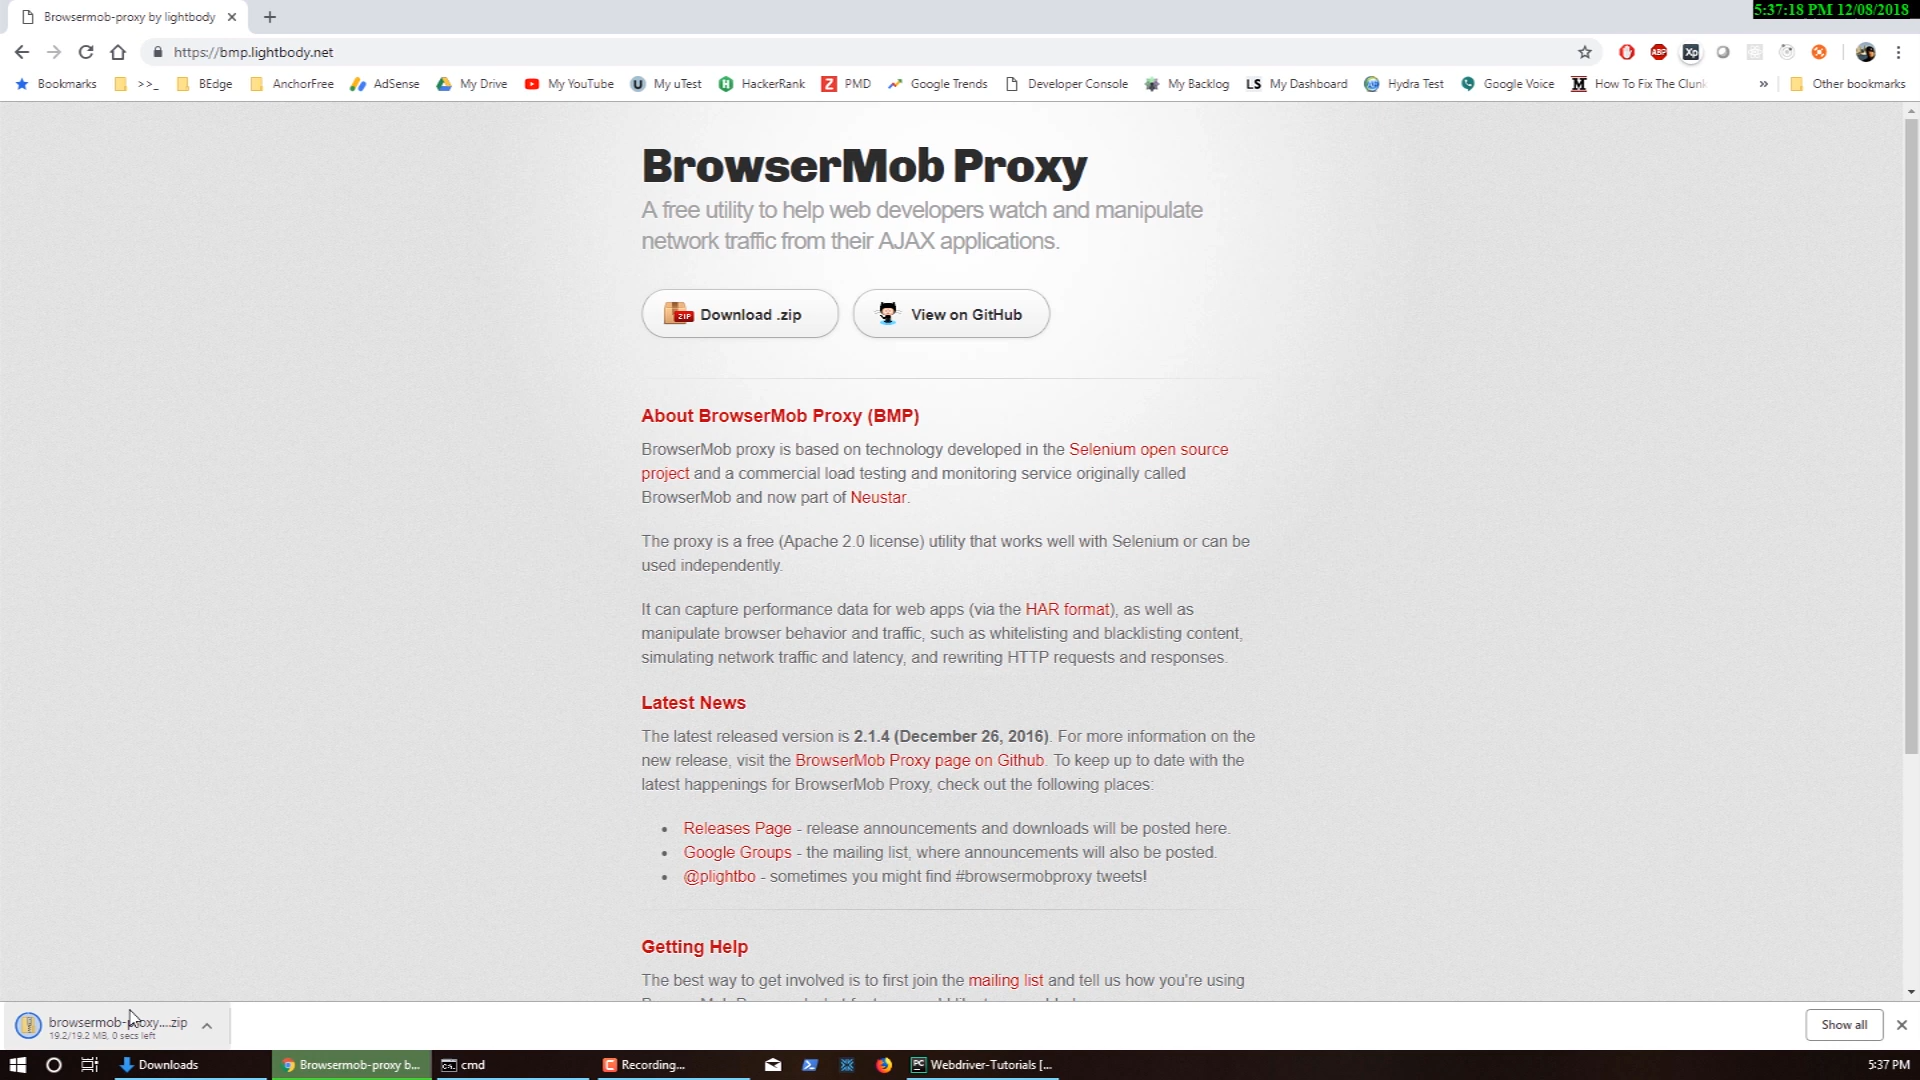 Browsermob-proxy by lightbody
5:37:18 PM 12/08/2018
https://bmp.lightbody.net
ABP
Xp
Bookmarks
>>_
BEdge
AnchorFree
AdSense
My Drive
My YouTube
My uTest
HackerRank
PMD
Google Trends
Developer Console
My Backlog
LS My Dashboard
Hydra Test
Google Voice
How To Fix The Clunk
»
Other bookmarks
BrowserMob Proxy
A free utility to help web developers watch and manipulate
network traffic from their AJAX applications.
ZIP Download .zip
View on GitHub
About BrowserMob Proxy (BMP)
BrowserMob proxy is based on technology developed in the Selenium open source
project and a commercial load testing and monitoring service originally called
BrowserMob and now part of Neustar.
The proxy is a free (Apache 2.0 license) utility that works well with Selenium or can be
used independently.
It can capture performance data for web apps (via the HAR format), as well as
manipulate browser behavior and traffic, such as whitelisting and blacklisting content,
simulating network traffic and latency, and rewriting HTTP requests and responses.
Latest News
The latest released version is 2.1.4 (December 26, 2016). For more information on the
new release, visit the BrowserMob Proxy page on Github. To keep up to date with the
latest happenings for BrowserMob Proxy, check out the following places:
• Releases Page - release announcements and downloads will be posted here.
• Google Groups - the mailing list, where announcements will also be posted.
• @plightbo - sometimes you might find #browsermobproxy tweets!
Getting Help
The best way to get involved is to first join the mailing list and tell us how you're using
browsermob-proxy....zip
19.2/19.2 MB, 0 secs left
Show all
Downloads
Browsermob-proxy b...
cmd
Recording...
Webdriver-Tutorials [...
5:37 PM